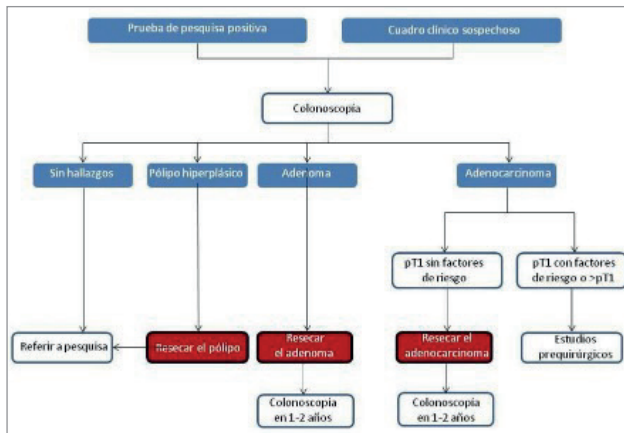 Prueba de pesquisa positiva
Cuadro clínico sospechoso
Colonoscopía
Sin hallazgos
Pólipo hiperplásico
Adenoma
Adenocarcinoma
pT1 sin factores
de riesgo
pT1 con factores
de riesgo o >pT1
Referir a pesquisa
Resecar el pólipo
Resecar
el adenoma
Resecar el
adenocarcinoma
Estudios
prequirúrgicos
Colonoscopía
en 1-2 años
Colonoscopía
en 1-2 años